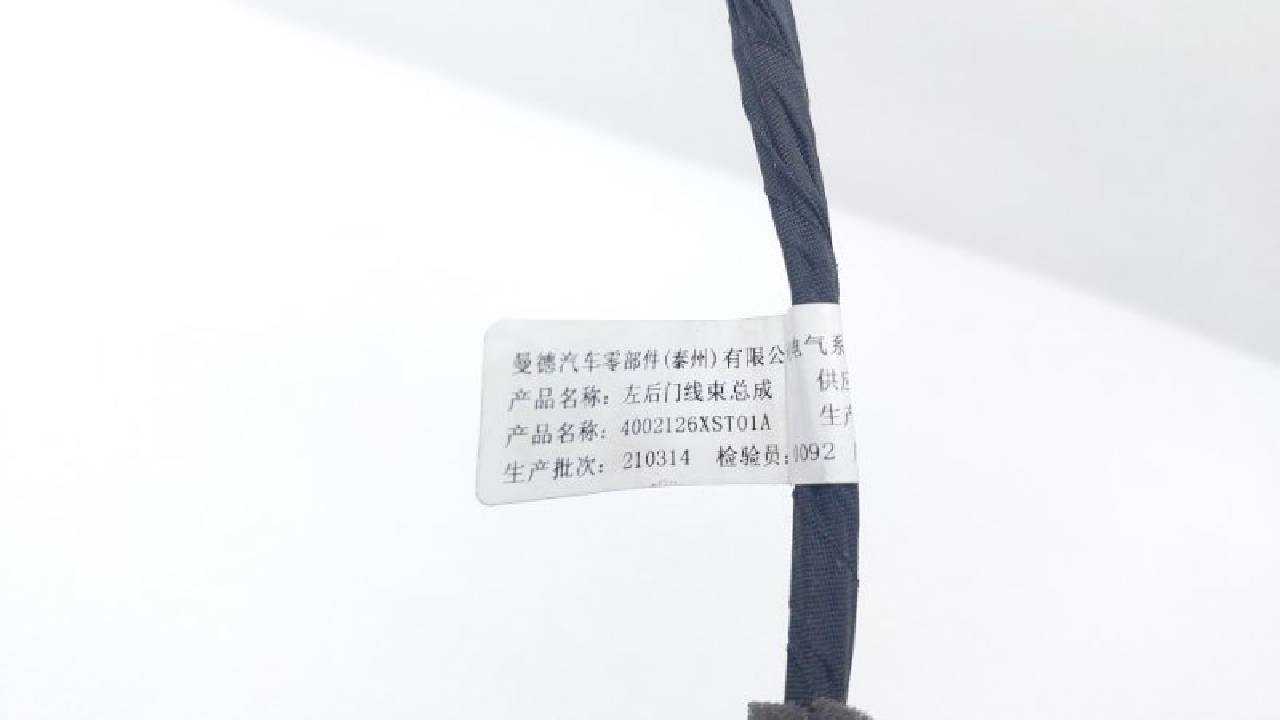 曼德汽车零部件(泰州)有限公 电气系
产品名称：左后门线束总成 供应
产品名称：4002126XST01A 生产
生产批次：210314 检验员：0092